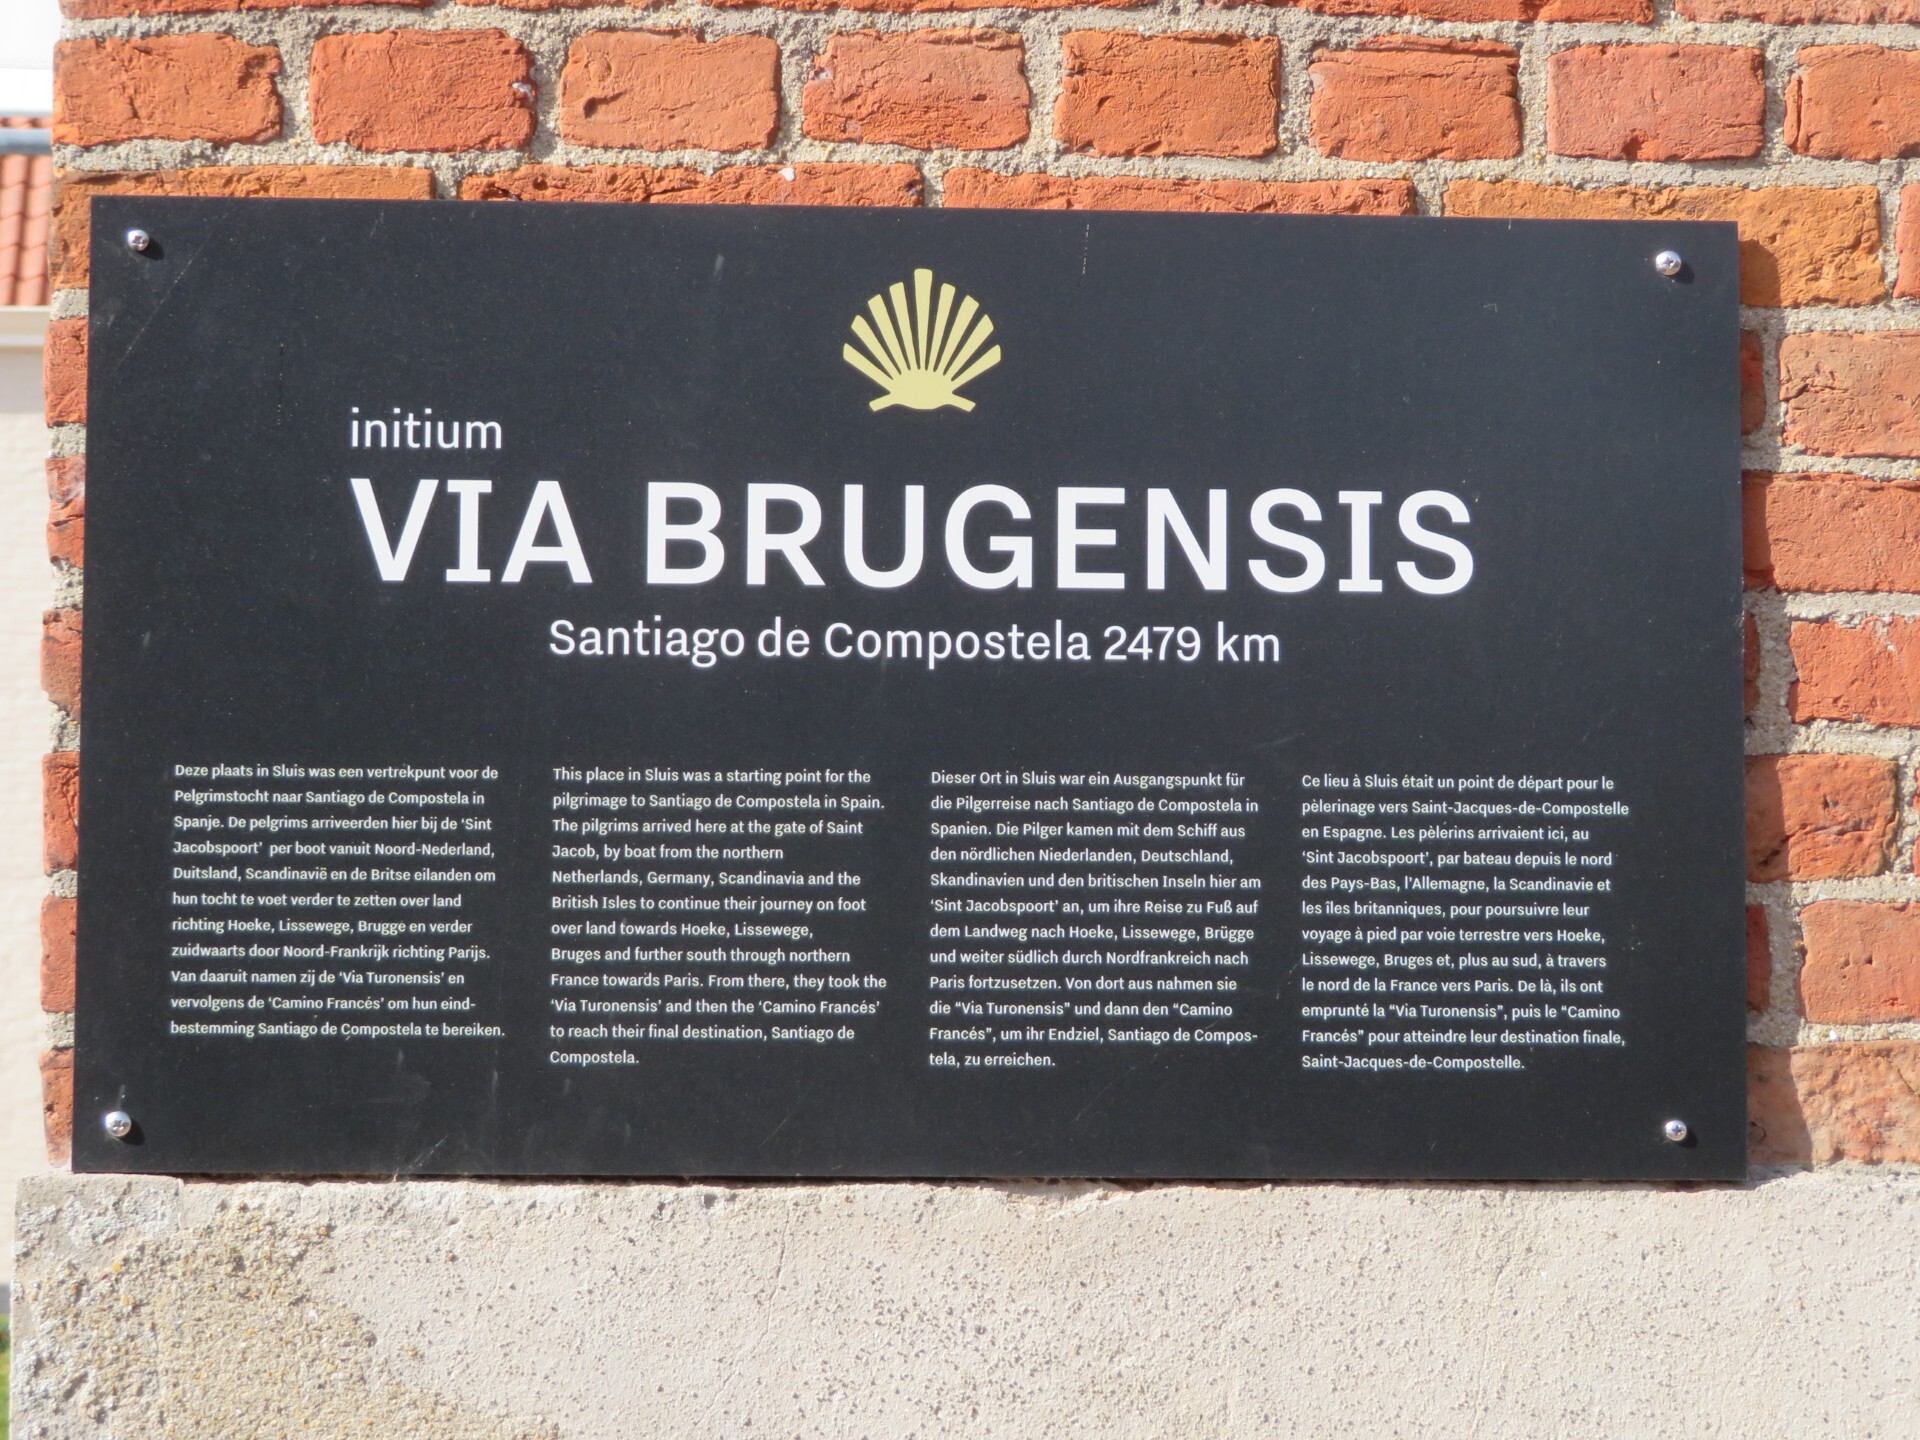 initium
VIA BRUGENSIS
Santiago de Compostela 2479 km
Deze plaats in Sluis was een vertrekpunt voor de
Pelgrimstocht naar Santiago de Compostela in
Spanje. De pelgrims arriveerden hier bij de ‘Sint
Jacobspoort’ per boot vanuit Noord-Nederland,
Duitsland, Scandinavië en de Britse eilanden om
hun tocht te voet verder te zetten over land
richting Hoeke, Lissewege, Brugge en verder
zuidwaarts door Noord-Frankrijk richting Parijs.
Van daaruit namen zij de ‘Via Turonensis’ en
vervolgens de ‘Camino Francés’ om hun eind-
bestemming Santiago de Compostela te bereiken.
This place in Sluis was a starting point for the
pilgrimage to Santiago de Compostela in Spain.
The pilgrims arrived here at the gate of Saint
Jacob, by boat from the northern
Netherlands, Germany, Scandinavia and the
British Isles to continue their journey on foot
over land towards Hoeke, Lissewege,
Bruges and further south through northern
France towards Paris. From there, they took the
‘Via Turonensis’ and then the ‘Camino Francés’
to reach their final destination, Santiago de
Compostela.
Dieser Ort in Sluis war ein Ausgangspunkt für
die Pilgerreise nach Santiago de Compostela in
Spanien. Die Pilger kamen mit dem Schiff aus
den nördlichen Niederlanden, Deutschland,
Skandinavien und den britischen Inseln hier am
‘Sint Jacobspoort’ an, um ihre Reise zu Fuß auf
dem Landweg nach Hoeke, Lissewege, Brügge
und weiter südlich durch Nordfrankreich nach
Paris fortzusetzen. Von dort aus nahmen sie
die “Via Turonensis” und dann den “Camino
Francés”, um ihr Endziel, Santiago de Compos-
tela, zu erreichen.
Ce lieu à Sluis était un point de départ pour le
pèlerinage vers Saint-Jacques-de-Compostelle
en Espagne. Les pèlerins arrivaient ici, au
‘Sint Jacobspoort’, par bateau depuis le nord
des Pays-Bas, l’Allemagne, la Scandinavie et
les îles britanniques, pour poursuivre leur
voyage à pied par voie terrestre vers Hoeke,
Lissewege, Bruges et, plus au sud, à travers
le nord de la France vers Paris. De là, ils ont
emprunté la “Via Turonensis”, puis le “Camino
Francés” pour atteindre leur destination finale,
Saint-Jacques-de-Compostelle.